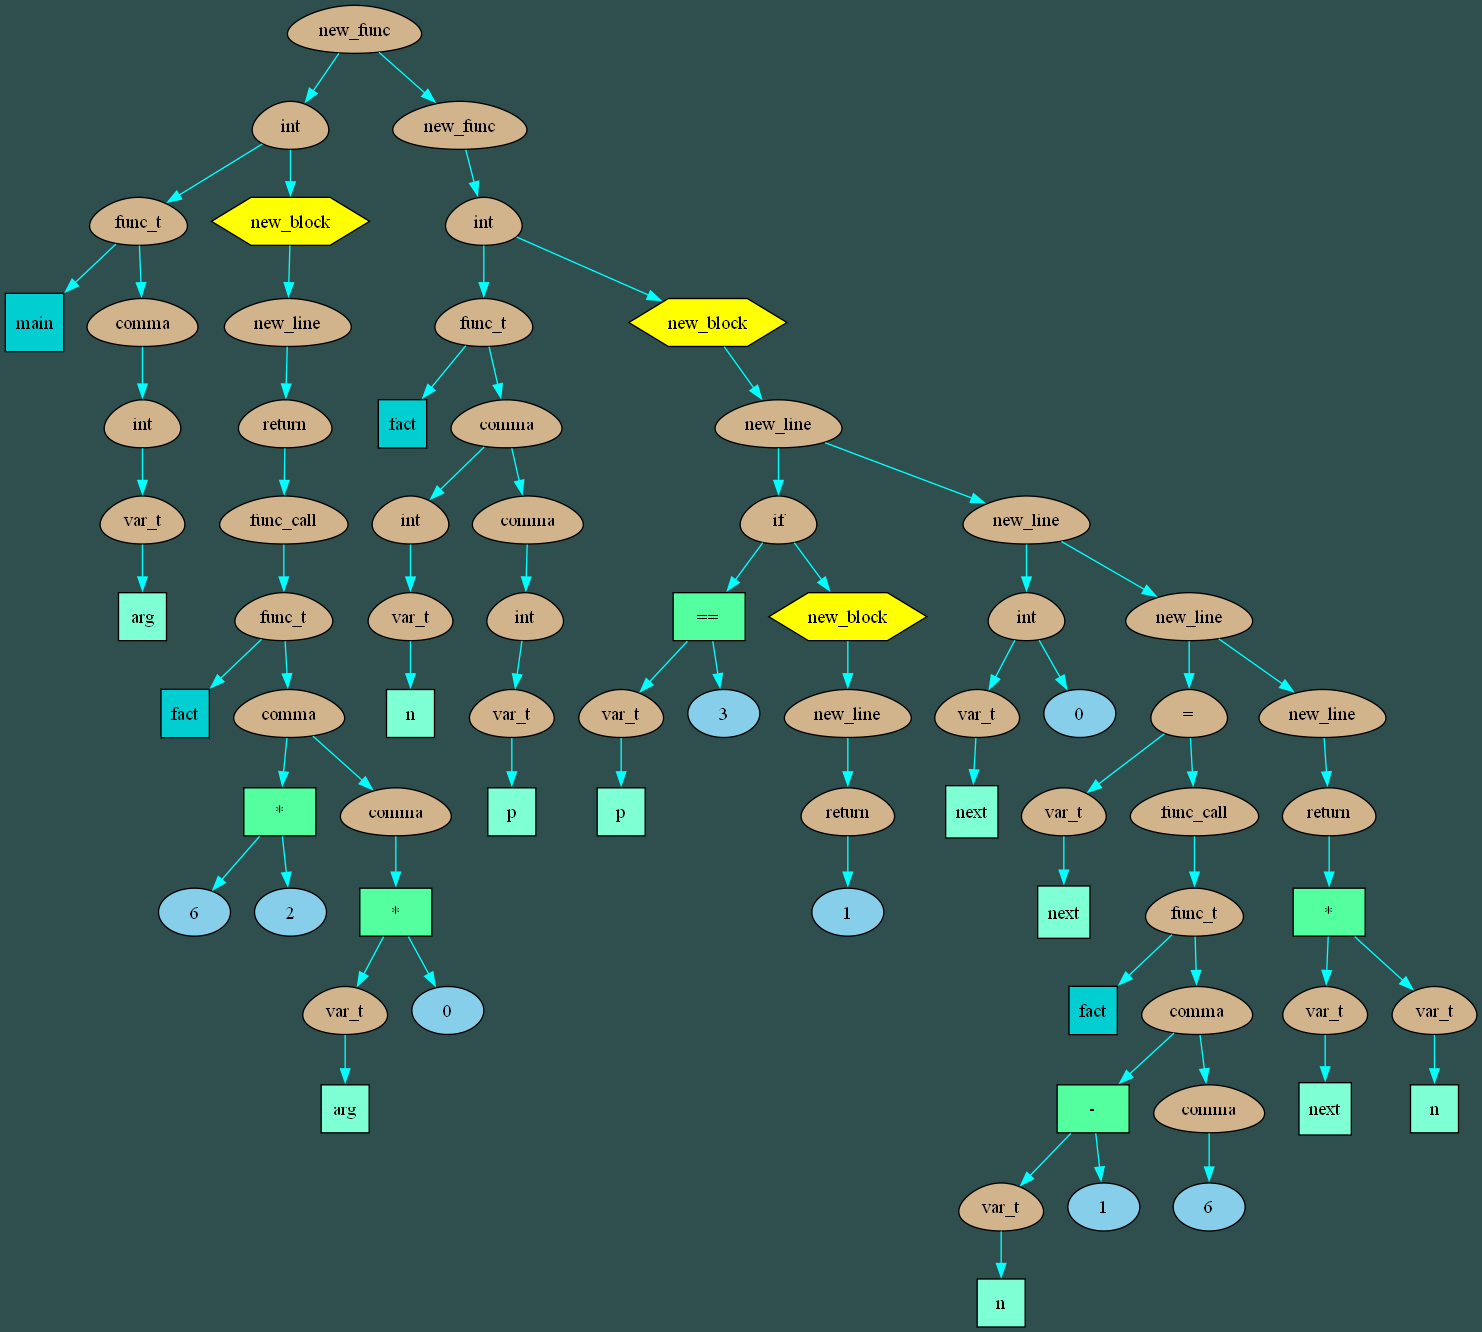 new_func
int
new_func
func_t
new_block
int
main
comma
new_line
func_t
new_block
int
return
fact
comma
new_line
var_t
func_call
int
comma
if
new_line
arg
func_t
var_t
int
==
new_block
int
new_line
fact
comma
n
var_t
var_t
3
new_line
var_t
0
=
new_line
*
comma
p
p
return
next
var_t
func_call
return
6
2
*
1
next
func_t
*
var_t
0
fact
comma
var_t
var_t
arg
-
comma
next
n
var_t
1
6
n